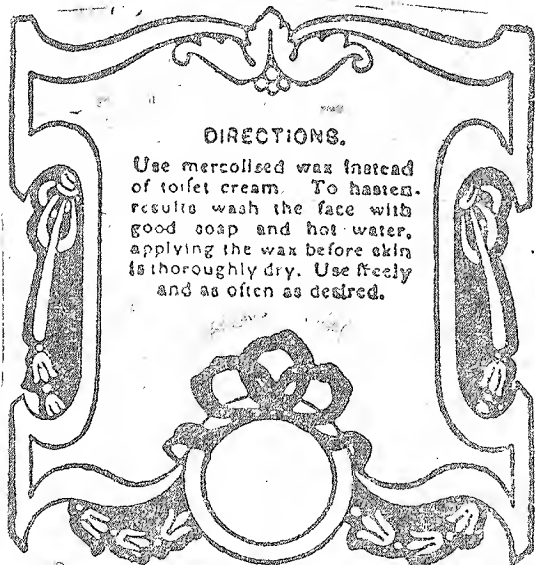 DIRECTIONS.
Use mercolised wax instead
of toilet cream. To hasten
results wash the face with
good soap and hot water,
applying the wax before skin
is thoroughly dry. Use freely
and as often as desired.